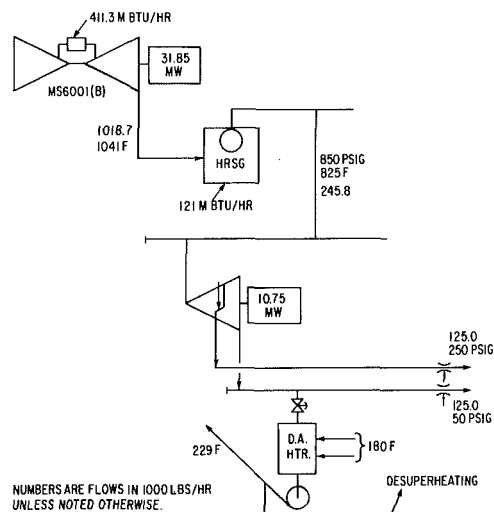 411.3 M BTU/HR
31.85
MW
MS6001(B)
1018.7
1041F
HRSG
850 PSIG
825 F
245.8
121 M BTU/HR
10.75
MW
125.0
250 PSIG
125.0
50 PSIG
D.A.
HTR.
180 F
229 F
DESUPERHEATING
NUMBERS ARE FLOWS IN 1000 LBS/HR
UNLESS NOTED OTHERWISE.